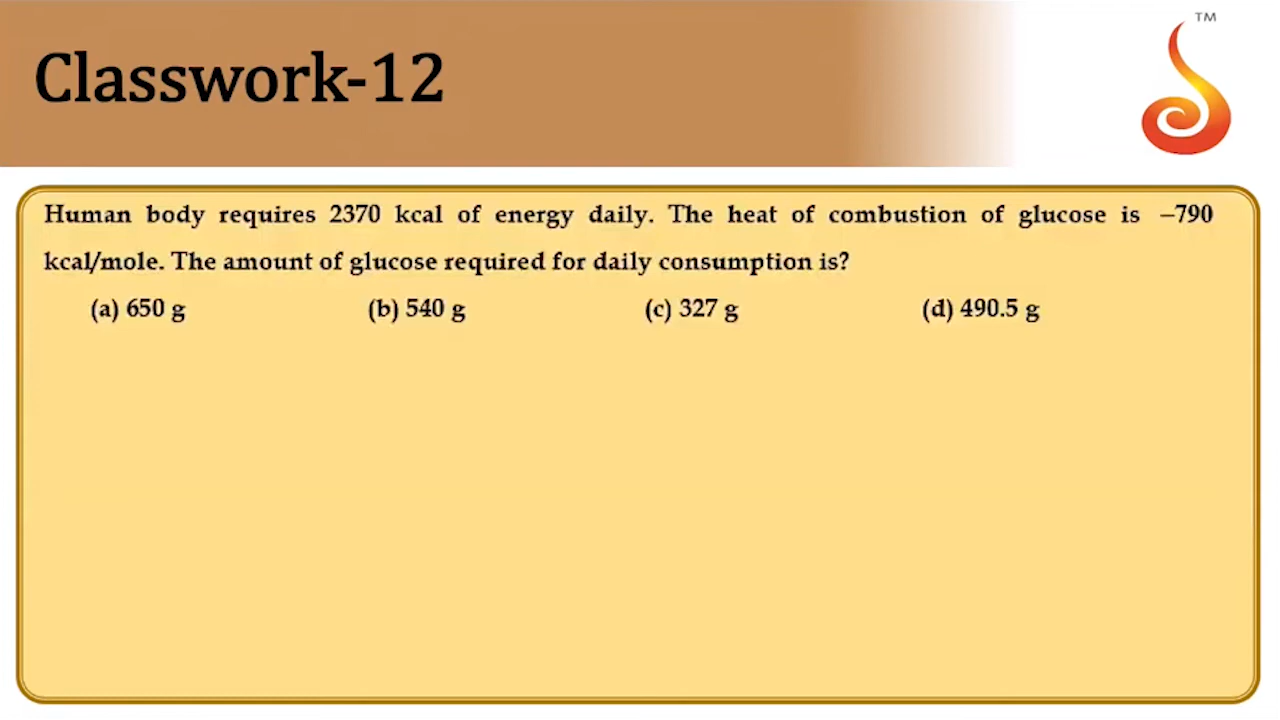 TM
Classwork-12
Human body requires 2370 kcal of energy daily. The heat of combustion of glucose is –790
kcal/mole. The amount of glucose required for daily consumption is?
(a) 650 g (b) 540 g (c) 327 g (d) 490.5 g